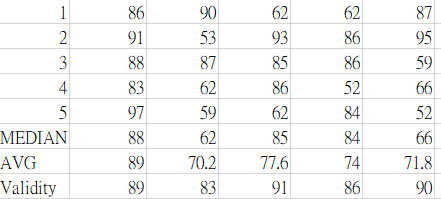 1 86 90 62 62 87
2 91 53 93 86 95
3 88 87 85 86 59
4 83 62 86 52 66
5 97 59 62 84 52
MEDIAN 88 62 85 84 66
AVG 89 70.2 77.6 74 71.8
Validity 89 83 91 86 90